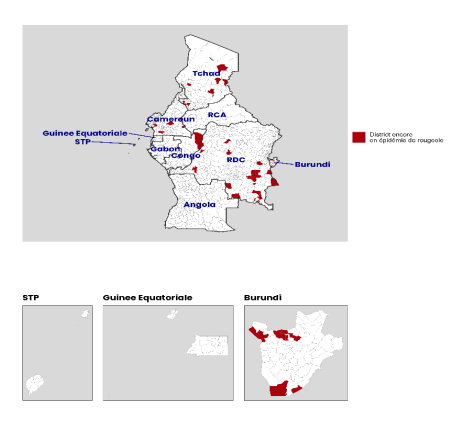 Tchad
Cameroun
RCA
Guinee Equatoriale
STP
Gabon
Congo
RDC
Burundi
Angola
District encore
en épidémie de rougeole
STP
Guinee Equatoriale
Burundi